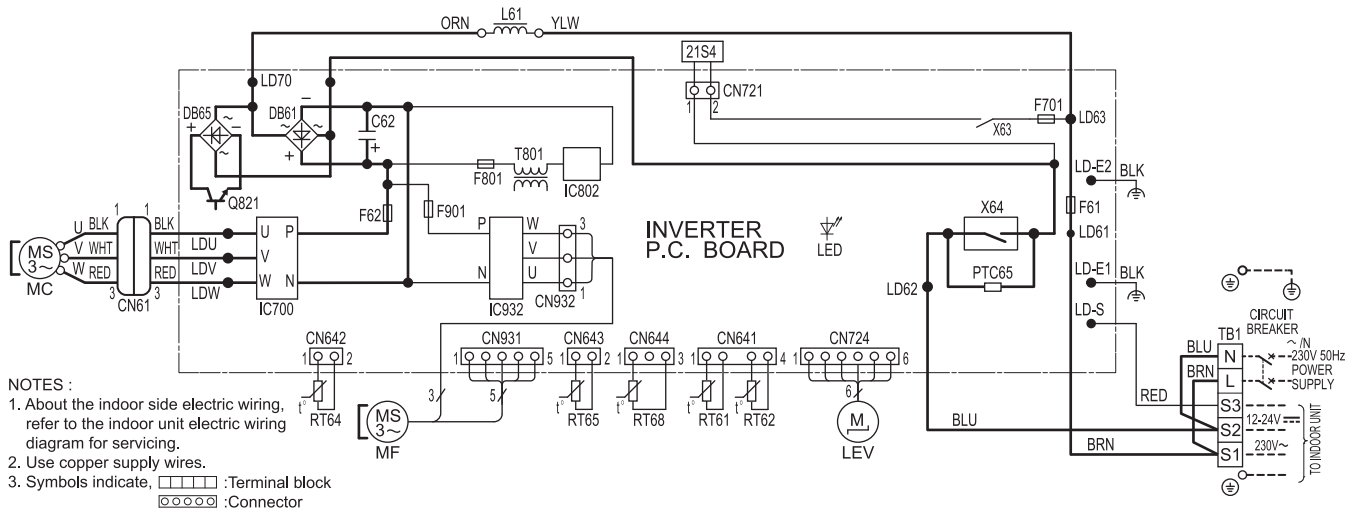 ORN L61 YLW
21S4
LD70
CN721
1 2
DB65 DB61 C62
+ − ~ − + ~ +
F701
X63 LD63
T801
F801 IC802
LD-E2 BLK
Q821
F62 F901
INVERTER
P.C. BOARD
LED
X64
F61
LD61
PTC65
LD62
LD-E1 BLK
LD-S
1 1
U BLK BLK LDU U P
V WHT WHT LDV V
W RED RED LDW W N
3 3
MS
3~
MC
CN61
IC700
P W 3
V
N U 1
IC932 CN932
CIRCUIT
BREAKER
TB1
BLU N ~/N
230V 50Hz
BRN L POWER
SUPPLY
RED S3
12-24V
BLU S2
230V~
BRN S1
TO INDOOR UNIT
CN642 CN931 CN643 CN644 CN641 CN724
1 2 1 5 1 2 1 3 1 4 1 6
3 5 6
t° t° t° t° t°
RT64 RT65 RT68 RT61 RT62
MS
3~
MF
M
LEV
NOTES :
1. About the indoor side electric wiring,
refer to the indoor unit electric wiring
diagram for servicing.
2. Use copper supply wires.
3. Symbols indicate, :Terminal block
:Connector